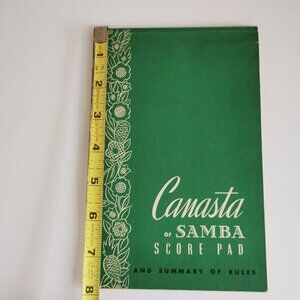 Canasta
or SAMBA
SCORE PAD
AND SUMMARY OF RULES
1
2
3
4
5
6
7
8